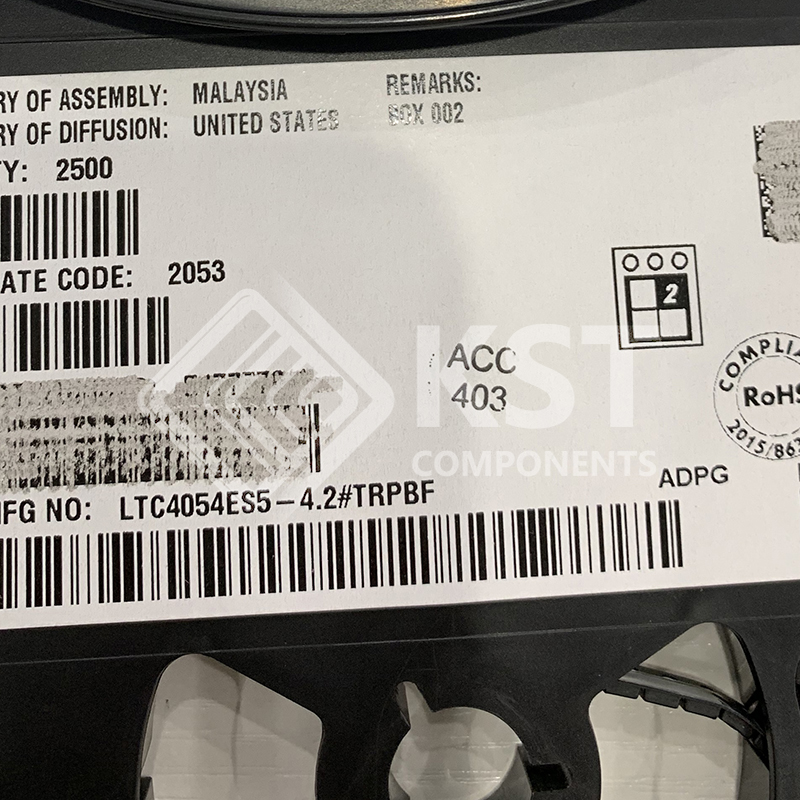 RY OF ASSEMBLY: MALAYSIA
REMARKS:
RY OF DIFFUSION: UNITED STATES
BOX 002
TY: 2500
ATE CODE: 2053
2
ACC
403
KST
COMPONENTS
COMPLIA
RoHS
2015/863
ADPG
MFG NO: LTC4054ES5-4.2#TRPBF